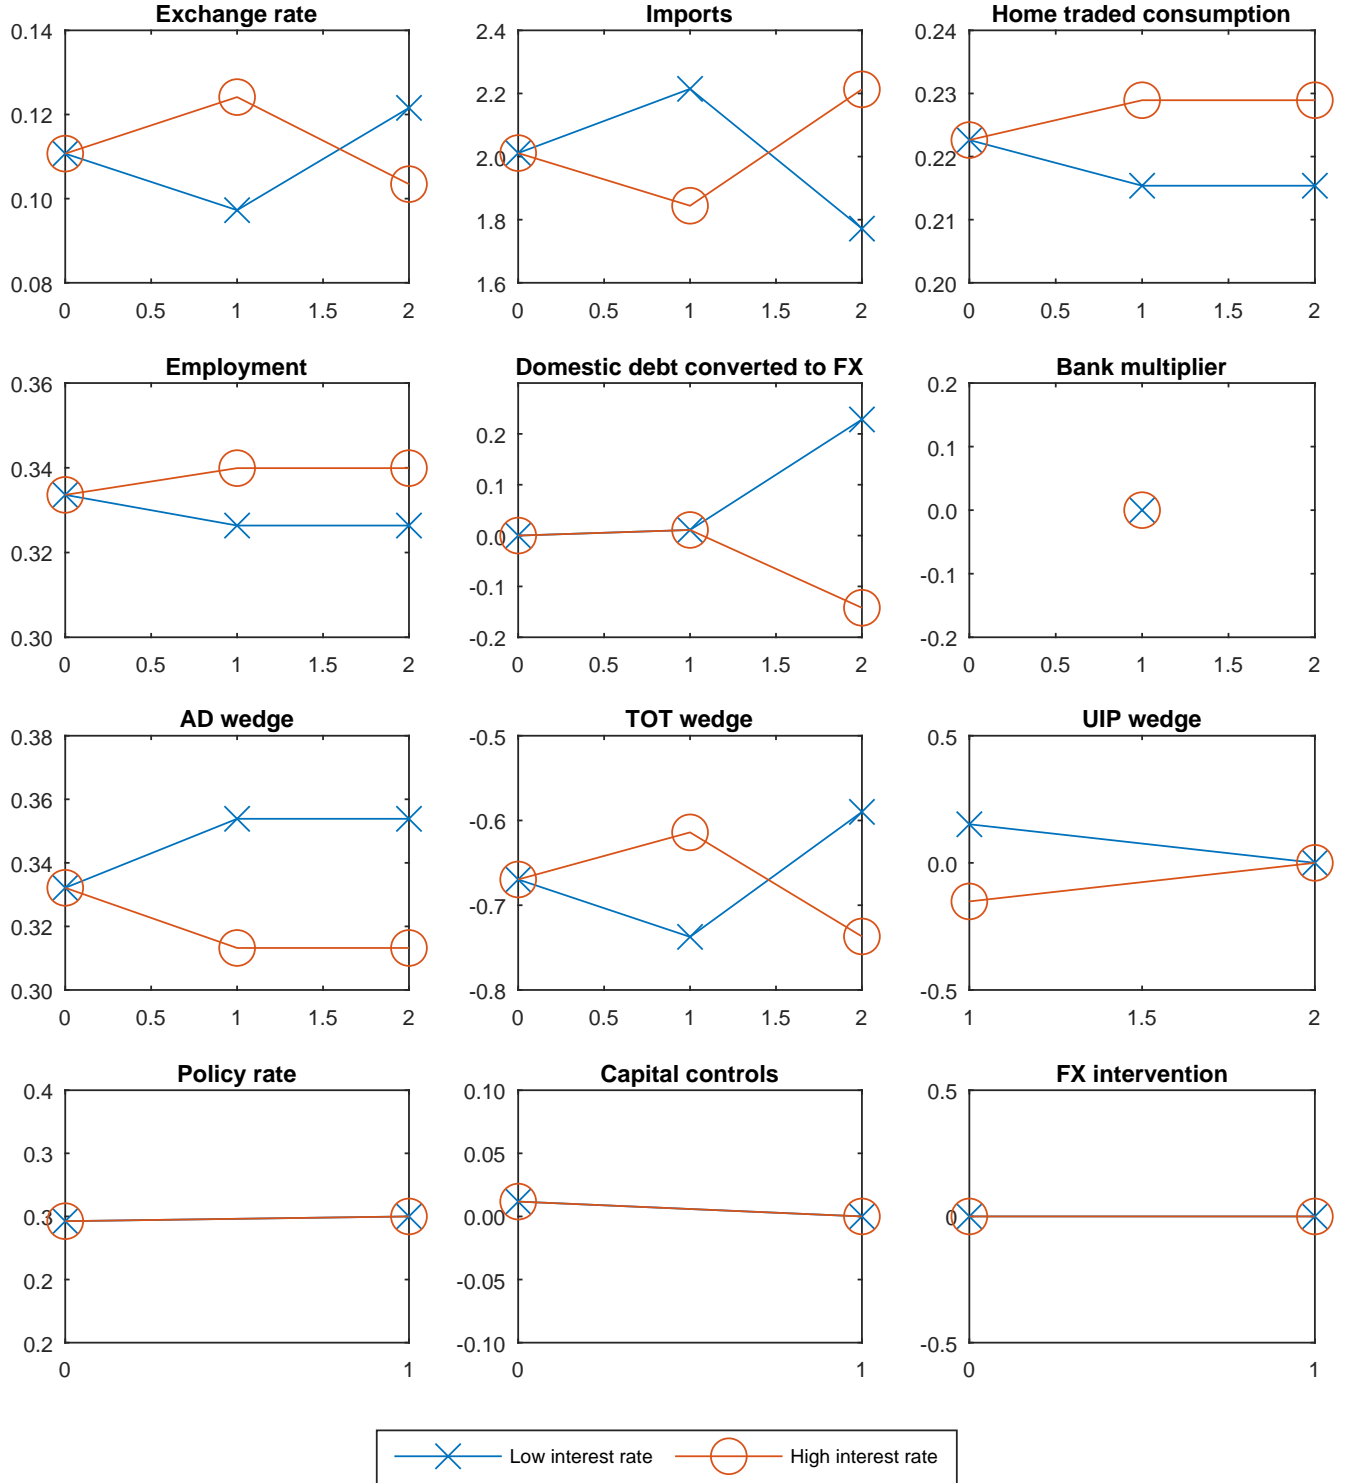 Exchange rate
0.14
0.12
0.10
0.08
0 0.5 1 1.5 2
Imports
2.4
2.2
2.0
1.8
1.6
0 0.5 1 1.5 2
Home traded consumption
0.24
0.23
0.22
0.21
0.20
0 0.5 1 1.5 2
Employment
0.36
0.34
0.32
0.30
0 0.5 1 1.5 2
Domestic debt converted to FX
0.2
0.1
0.0
-0.1
-0.2
0 0.5 1 1.5 2
Bank multiplier
0.2
0.1
0.0
-0.1
-0.2
0 0.5 1 1.5 2
AD wedge
0.38
0.36
0.34
0.32
0.30
0 0.5 1 1.5 2
TOT wedge
-0.5
-0.6
-0.7
-0.8
0 0.5 1 1.5 2
UIP wedge
0.5
0.0
-0.5
1 1.5 2
Policy rate
0.4
0.3
0.3
0.2
0.2
0 1
Capital controls
0.10
0.05
0.00
-0.05
-0.10
0 1
FX intervention
0.5
0
-0.5
0 1
Low interest rate
High interest rate